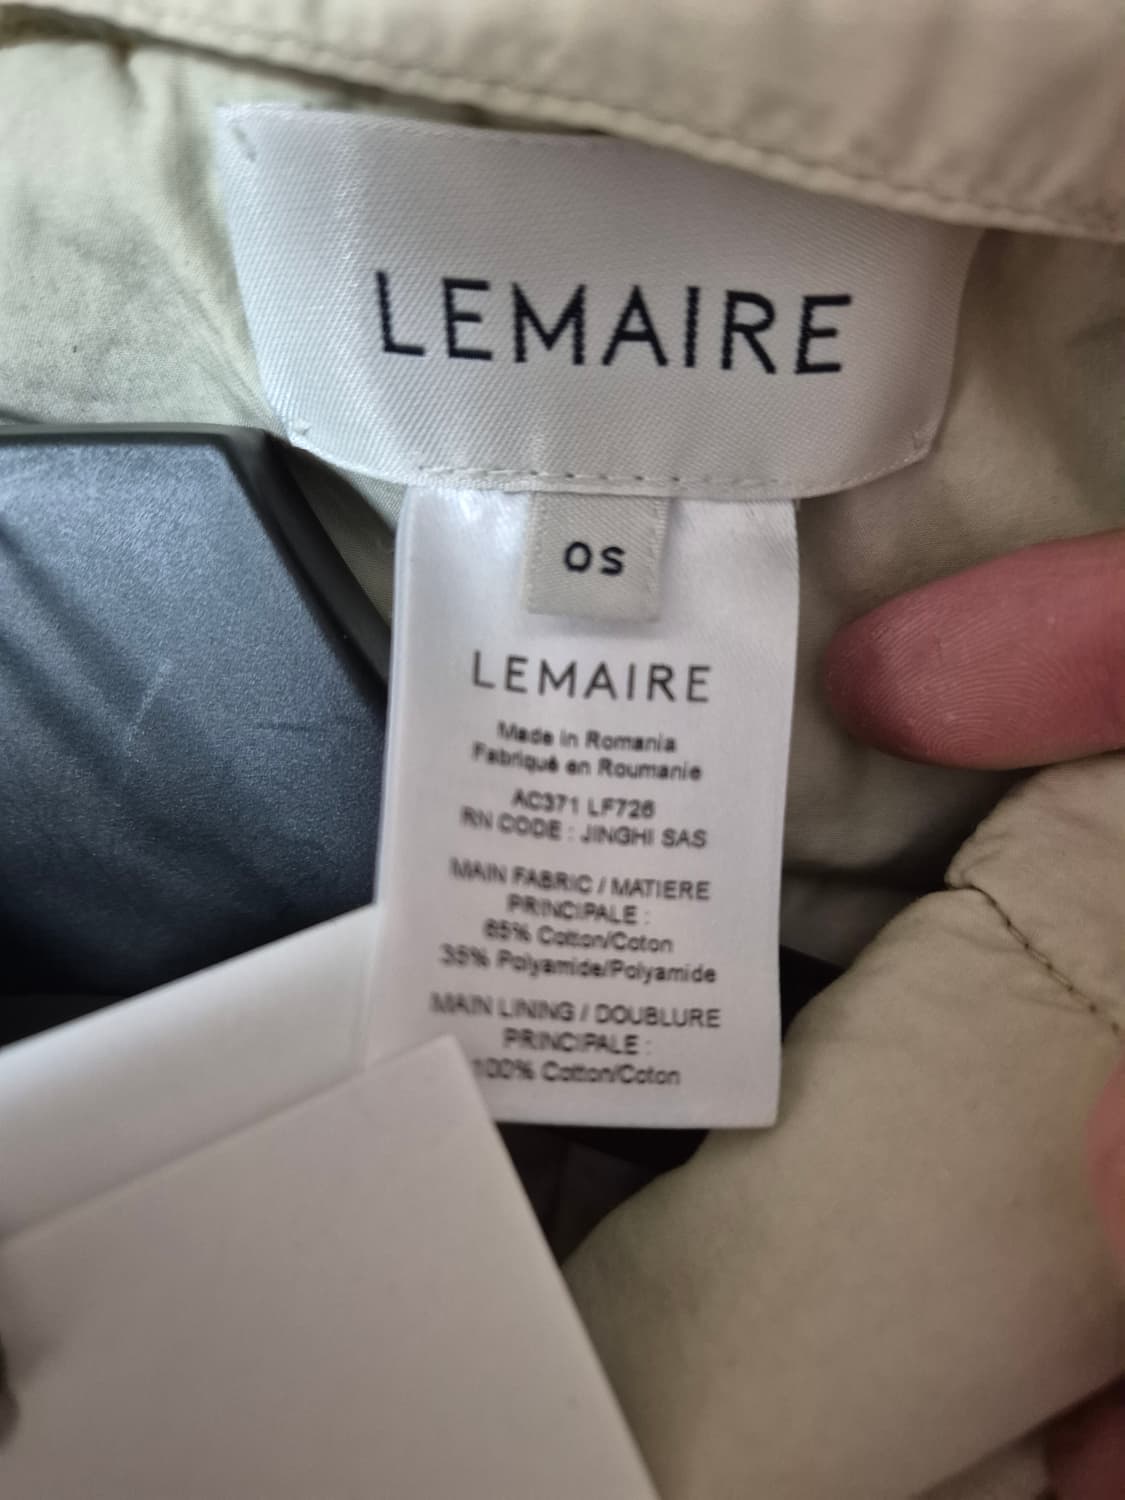 LEMAIRE
OS
LEMAIRE
Made in Romania
Fabriqué en Roumanie
AC371 LF726
RN CODE : JINGHI SAS
MAIN FABRIC / MATIERE
PRINCIPALE :
65% Cotton/Coton
35% Polyamide/Polyamide
MAIN LINING / DOUBLURE
PRINCIPALE :
100% Cotton/Coton